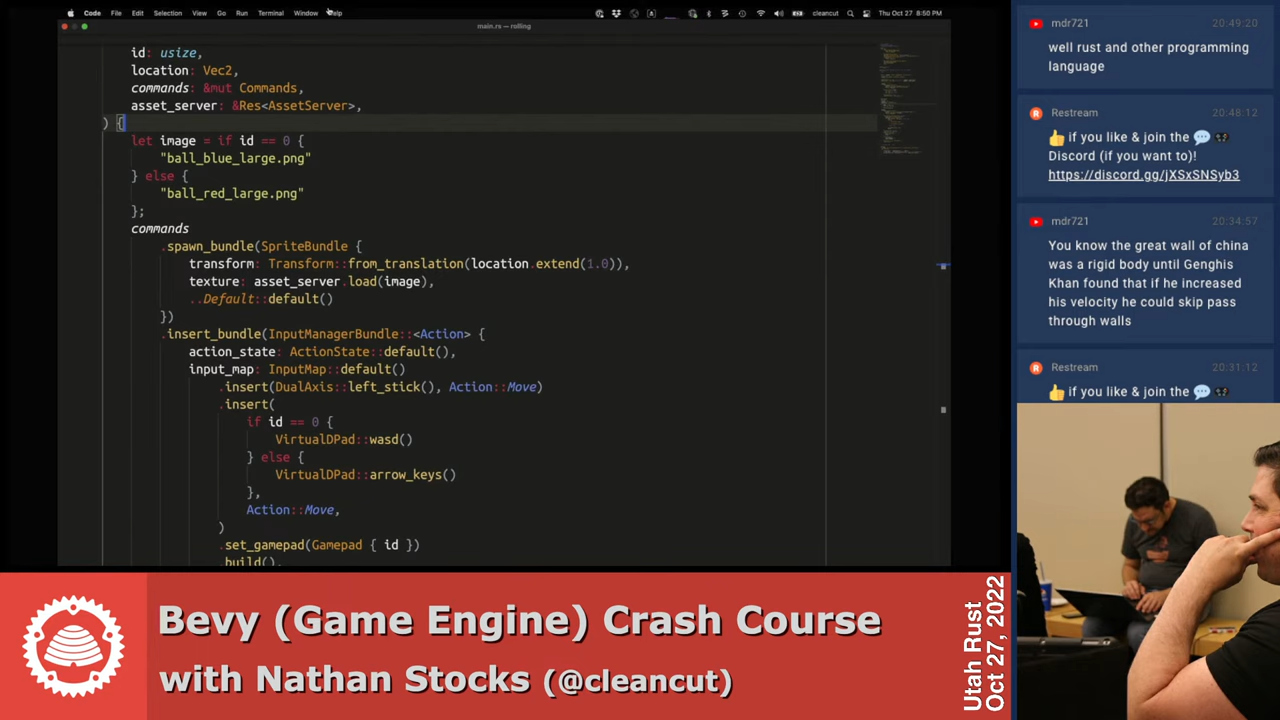 Code File Edit Selection View Go Run Terminal Window Help
cleancut Thu Oct 27 8:50 PM
main.rs — rolling
id: usize,
location: Vec2,
commands: &mut Commands,
asset_server: &Res<AssetServer>,
) {
let image = if id == 0 {
"ball_blue_large.png"
} else {
"ball_red_large.png"
};
commands
.spawn_bundle(SpriteBundle {
transform: Transform::from_translation(location.extend(1.0)),
texture: asset_server.load(image),
..Default::default()
})
.insert_bundle(InputManagerBundle::<Action> {
action_state: ActionState::default(),
input_map: InputMap::default()
.insert(DualAxis::left_stick(), Action::Move)
.insert(
if id == 0 {
VirtualDPad::wasd()
} else {
VirtualDPad::arrow_keys()
},
Action::Move,
)
.set_gamepad(Gamepad { id })
.build(),
mdr721 20:49:20
well rust and other programming
language
Restream 20:48:12
👍 if you like & join the 💬
Discord (if you want to)!
https://discord.gg/jXSxSNSyb3
mdr721 20:34:57
You know the great wall of china
was a rigid body until Genghis
Khan found that if he increased
his velocity he could skip pass
through walls
Restream 20:31:12
👍 if you like & join the 💬
Bevy (Game Engine) Crash Course
with Nathan Stocks (@cleancut)
Utah Rust
Oct 27, 2022